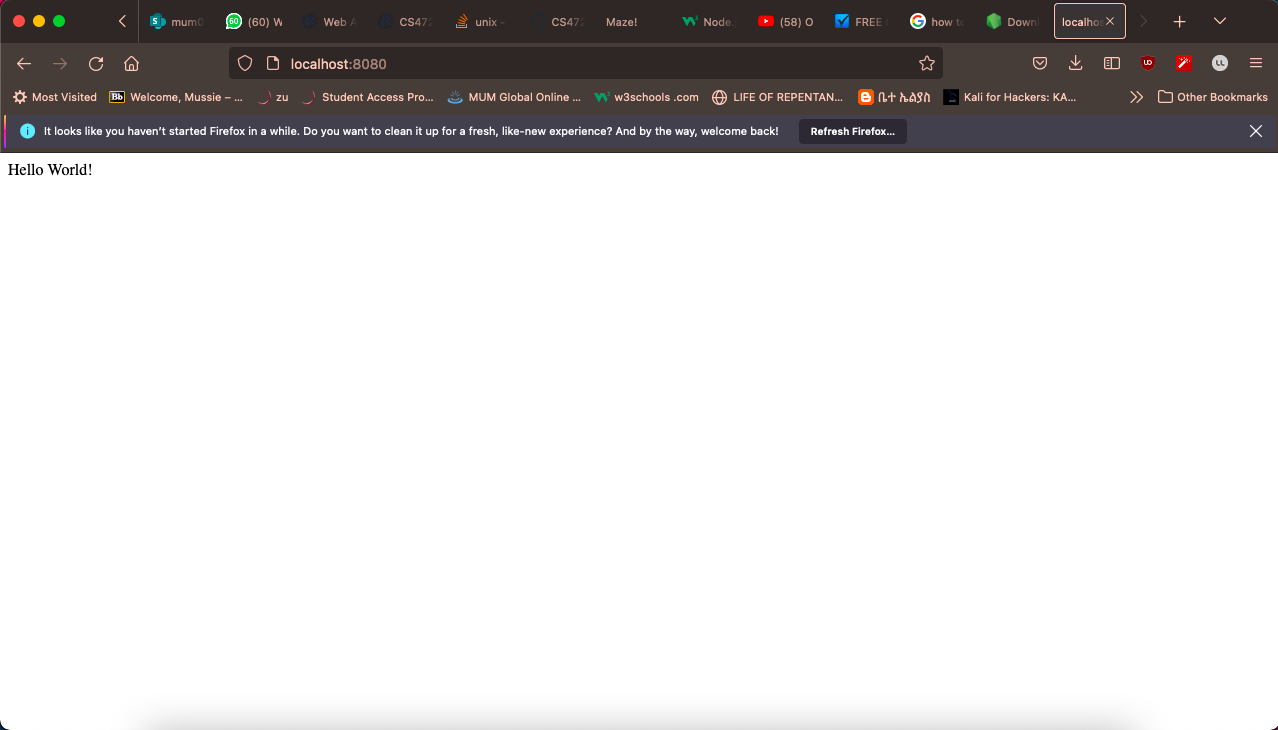 mum0 (60) W Web A CS472 unix - CS472 Maze! Node. (58) O FREE how to Downl localhos
localhost:8080
Most Visited Welcome, Mussie – ... zu Student Access Pro... MUM Global Online ... w3schools .com LIFE OF REPENTAN... ቤተ ኤልያስ Kali for Hackers: KA... Other Bookmarks
It looks like you haven’t started Firefox in a while. Do you want to clean it up for a fresh, like-new experience? And by the way, welcome back! Refresh Firefox...
Hello World!